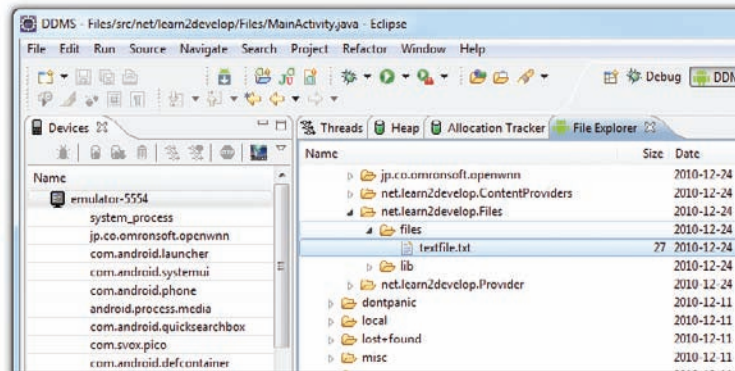 DDMS - Files/src/net/learn2develop/Files/MainActivity.java - Eclipse
File Edit Run Source Navigate Search Project Refactor Window Help
Debug DDM
Devices
Threads Heap Allocation Tracker File Explorer
Name
emulator-5554
system_process
jp.co.omronsoft.openwnn
com.android.launcher
com.android.systemui
com.android.phone
android.process.media
com.android.quicksearchbox
com.svox.pico
com.android.defcontainer
Name Size Date
jp.co.omronsoft.openwnn 2010-12-24
net.learn2develop.ContentProviders 2010-12-24
net.learn2develop.Files 2010-12-24
files 2010-12-24
textfile.txt 27 2010-12-24
lib 2010-12-24
net.learn2develop.Provider 2010-12-24
dontpanic 2010-12-11
local 2010-12-11
lost+found 2010-12-11
misc 2010-12-11